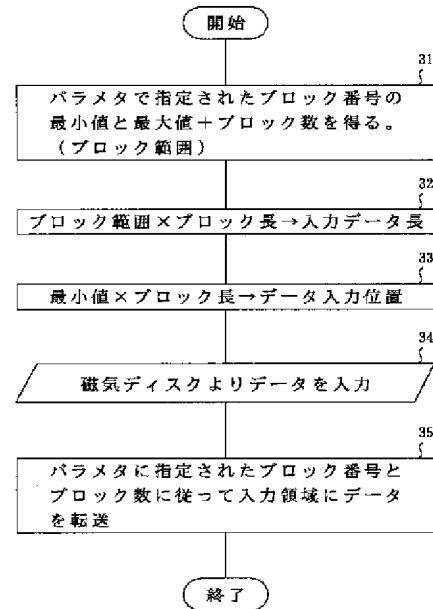 開始
31
パラメタで指定されたブロック番号の
最小値と最大値+ブロック数を得る。
(ブロック範囲)
32
ブロック範囲×ブロック長→入力データ長
33
最小値×ブロック長→データ入力位置
34
磁気ディスクよりデータを入力
35
パラメタに指定されたブロック番号と
ブロック数に従って入力領域にデータ
を転送
終了